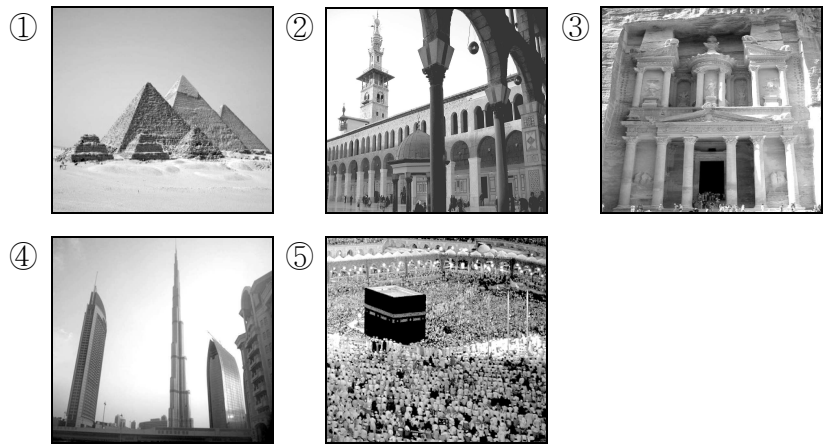 ① ② ③
④ ⑤